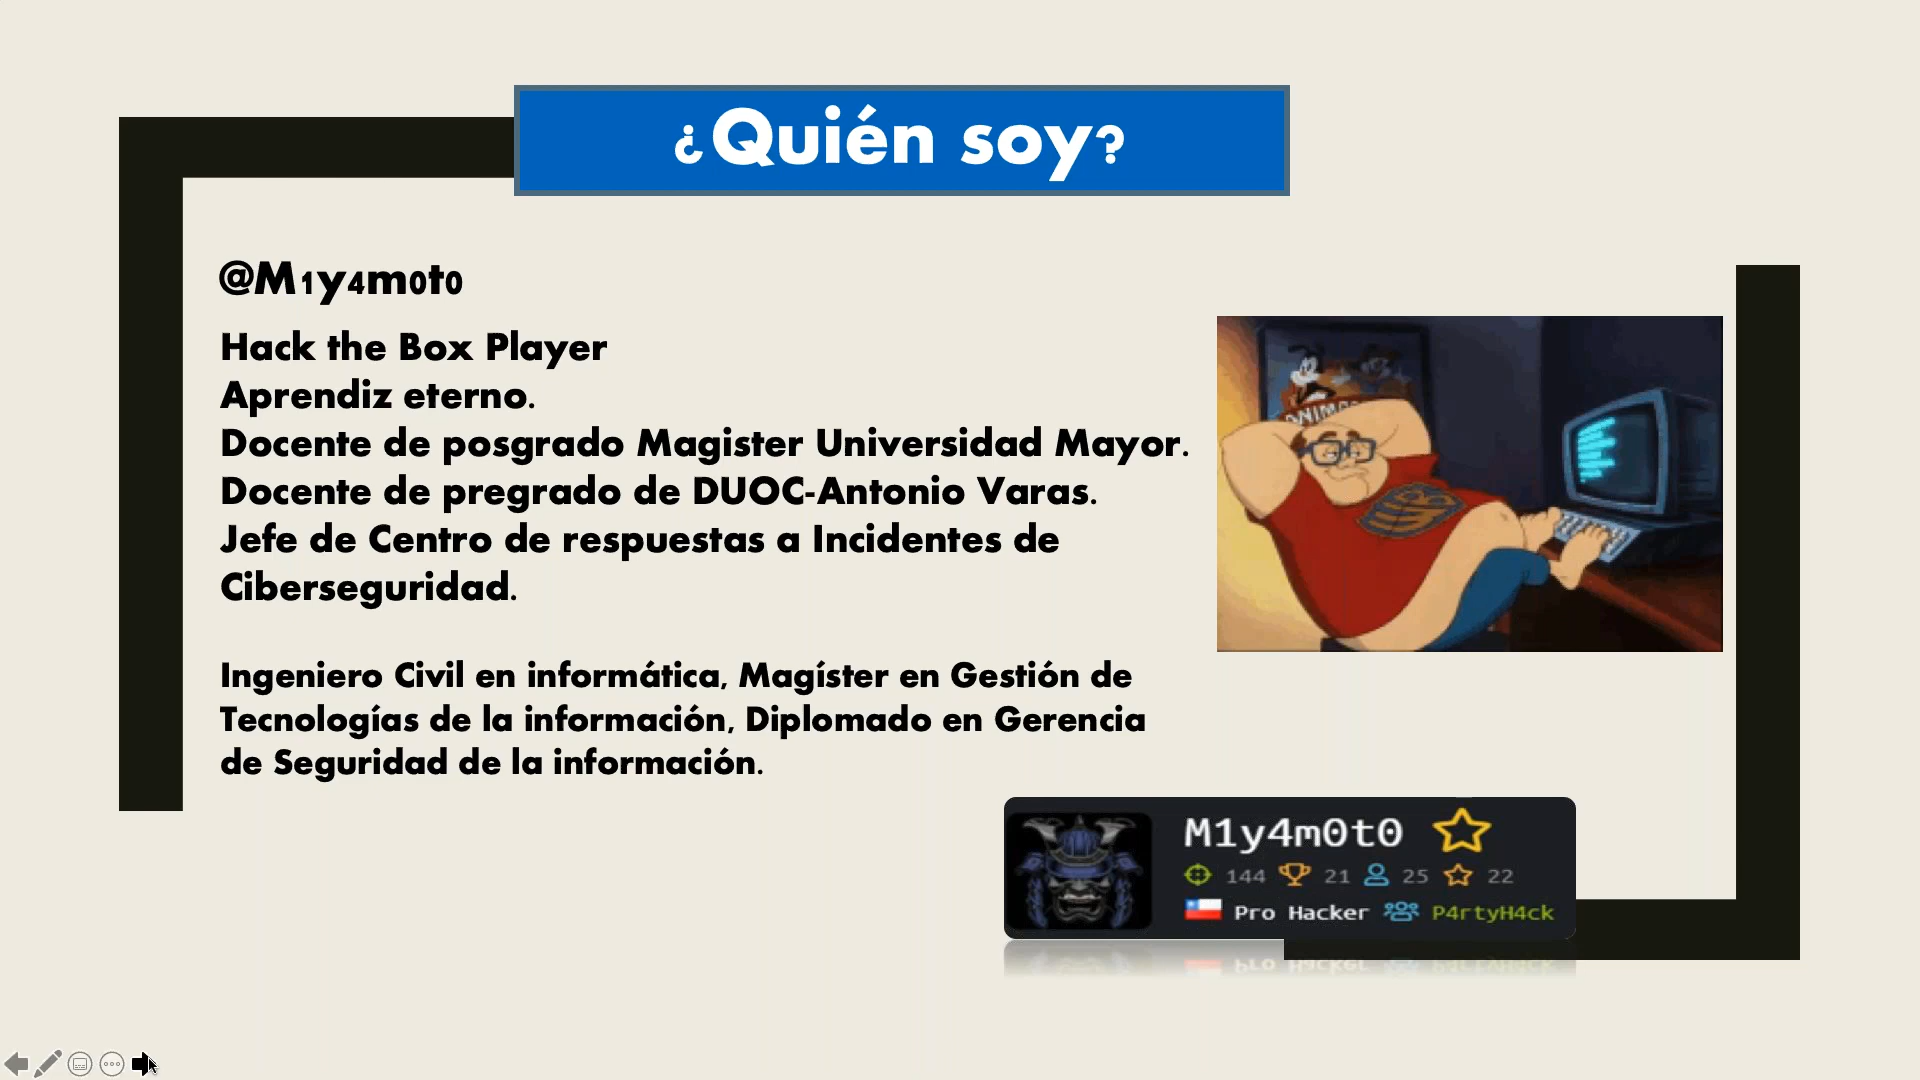 ¿Quién soy?
@M1y4m0t0
Hack the Box Player
Aprendiz eterno.
Docente de posgrado Magister Universidad Mayor.
Docente de pregrado de DUOC-Antonio Varas.
Jefe de Centro de respuestas a Incidentes de
Ciberseguridad.
Ingeniero Civil en informática, Magíster en Gestión de
Tecnologías de la información, Diplomado en Gerencia
de Seguridad de la información.
M1y4m0t0
144 21 25 22
Pro Hacker P4rtyH4ck